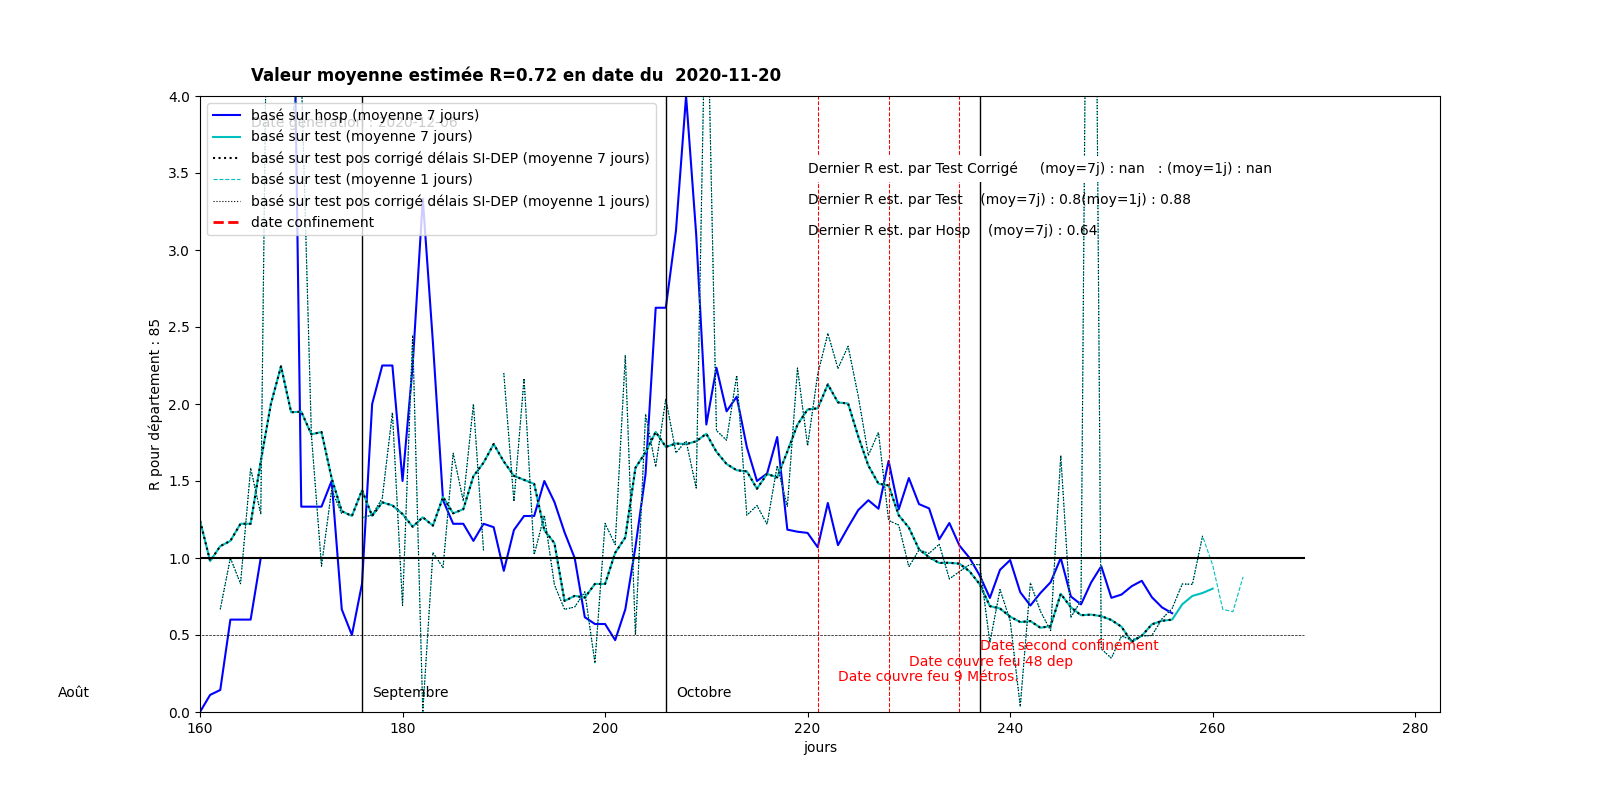 Valeur moyenne estimée R=0.72 en date du  2020-11-20
4.0
3.5
3.0
2.5
2.0
1.5
1.0
0.5
0.0
R pour département : 85
basé sur hosp (moyenne 7 jours)
Date génération : 2020-12-06
basé sur test (moyenne 7 jours)
basé sur test pos corrigé délais SI-DEP (moyenne 7 jours)
basé sur test (moyenne 1 jours)
basé sur test pos corrigé délais SI-DEP (moyenne 1 jours)
date confinement
Dernier R est. par Test Corrigé     (moy=7j) : nan   : (moy=1j) : nan
Dernier R est. par Test    (moy=7j) : 0.8(moy=1j) : 0.88
Dernier R est. par Hosp    (moy=7j) : 0.64
Date second confinement
Date couvre feu 48 dep
Date couvre feu 9 Métros.
Août
Septembre
Octobre
160
180
200
220
240
260
280
jours